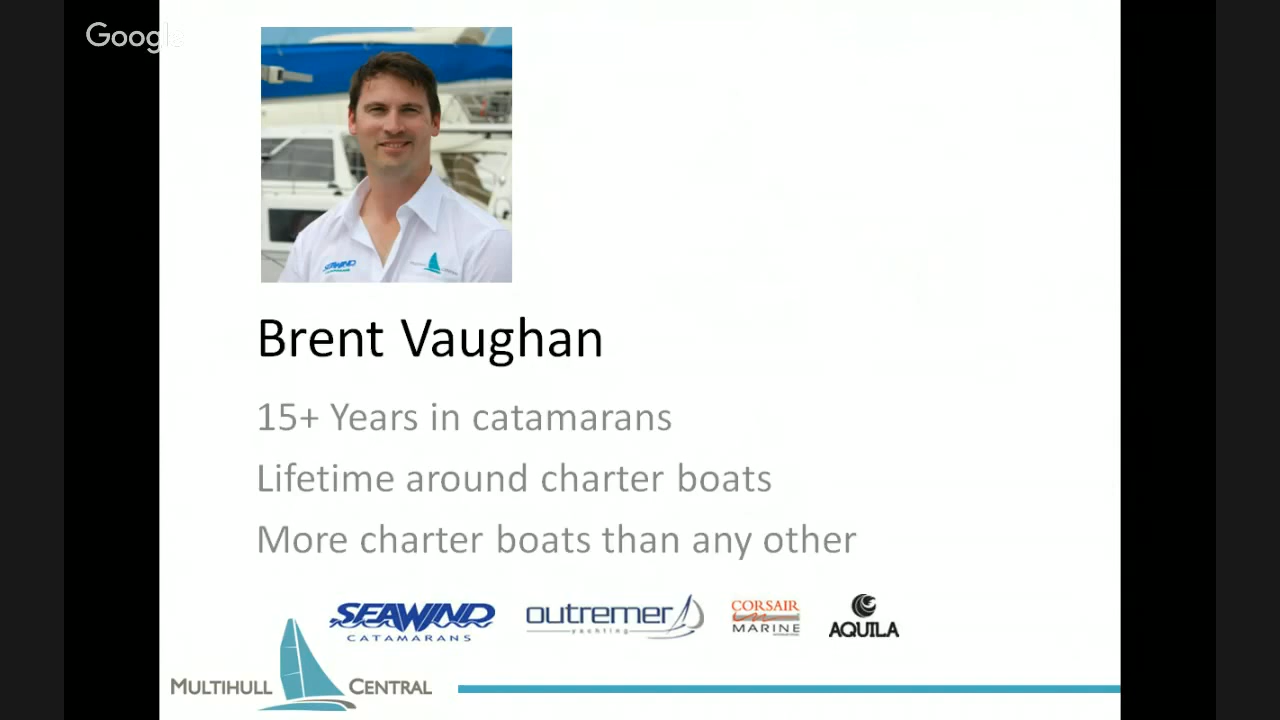 Google
SEAWIND
Brent Vaughan
15+ Years in catamarans
Lifetime around charter boats
More charter boats than any other
SEAWIND
CATAMARANS
outremer
yachting
CORSAIR
MARINE
AQUILA
MULTIHULL CENTRAL